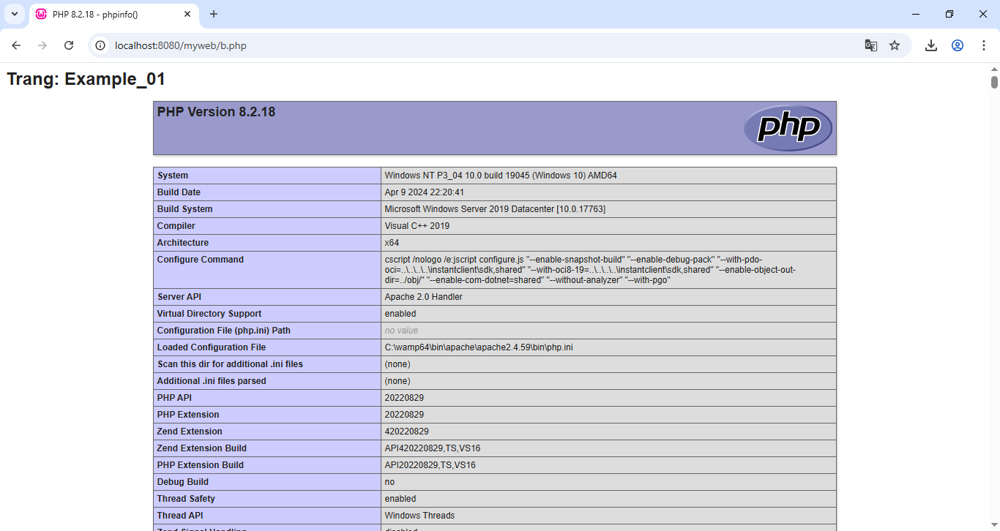 PHP 8.2.18 - phpinfo()
localhost:8080/myweb/b.php
Trang: Example_01
PHP Version 8.2.18
php
System Windows NT P3_04 10.0 build 19045 (Windows 10) AMD64
Build Date Apr 9 2024 22:20:41
Build System Microsoft Windows Server 2019 Datacenter [10.0.17763]
Compiler Visual C++ 2019
Architecture x64
Configure Command cscript /nologo /e:jscript configure.js "--enable-snapshot-build" "--enable-debug-pack" "--with-pdo-
oci=..\..\..\..\instantclient\sdk,shared" "--with-oci8-19=..\..\..\..\instantclient\sdk,shared" "--enable-object-out-
dir=../obj/" "--enable-com-dotnet=shared" "--without-analyzer" "--with-pgo"
Server API Apache 2.0 Handler
Virtual Directory Support enabled
Configuration File (php.ini) Path no value
Loaded Configuration File C:\wamp64\bin\apache\apache2.4.59\bin\php.ini
Scan this dir for additional .ini files (none)
Additional .ini files parsed (none)
PHP API 20220829
PHP Extension 20220829
Zend Extension 420220829
Zend Extension Build API420220829,TS,VS16
PHP Extension Build API20220829,TS,VS16
Debug Build no
Thread Safety enabled
Thread API Windows Threads
Zend Signal Handling disabled